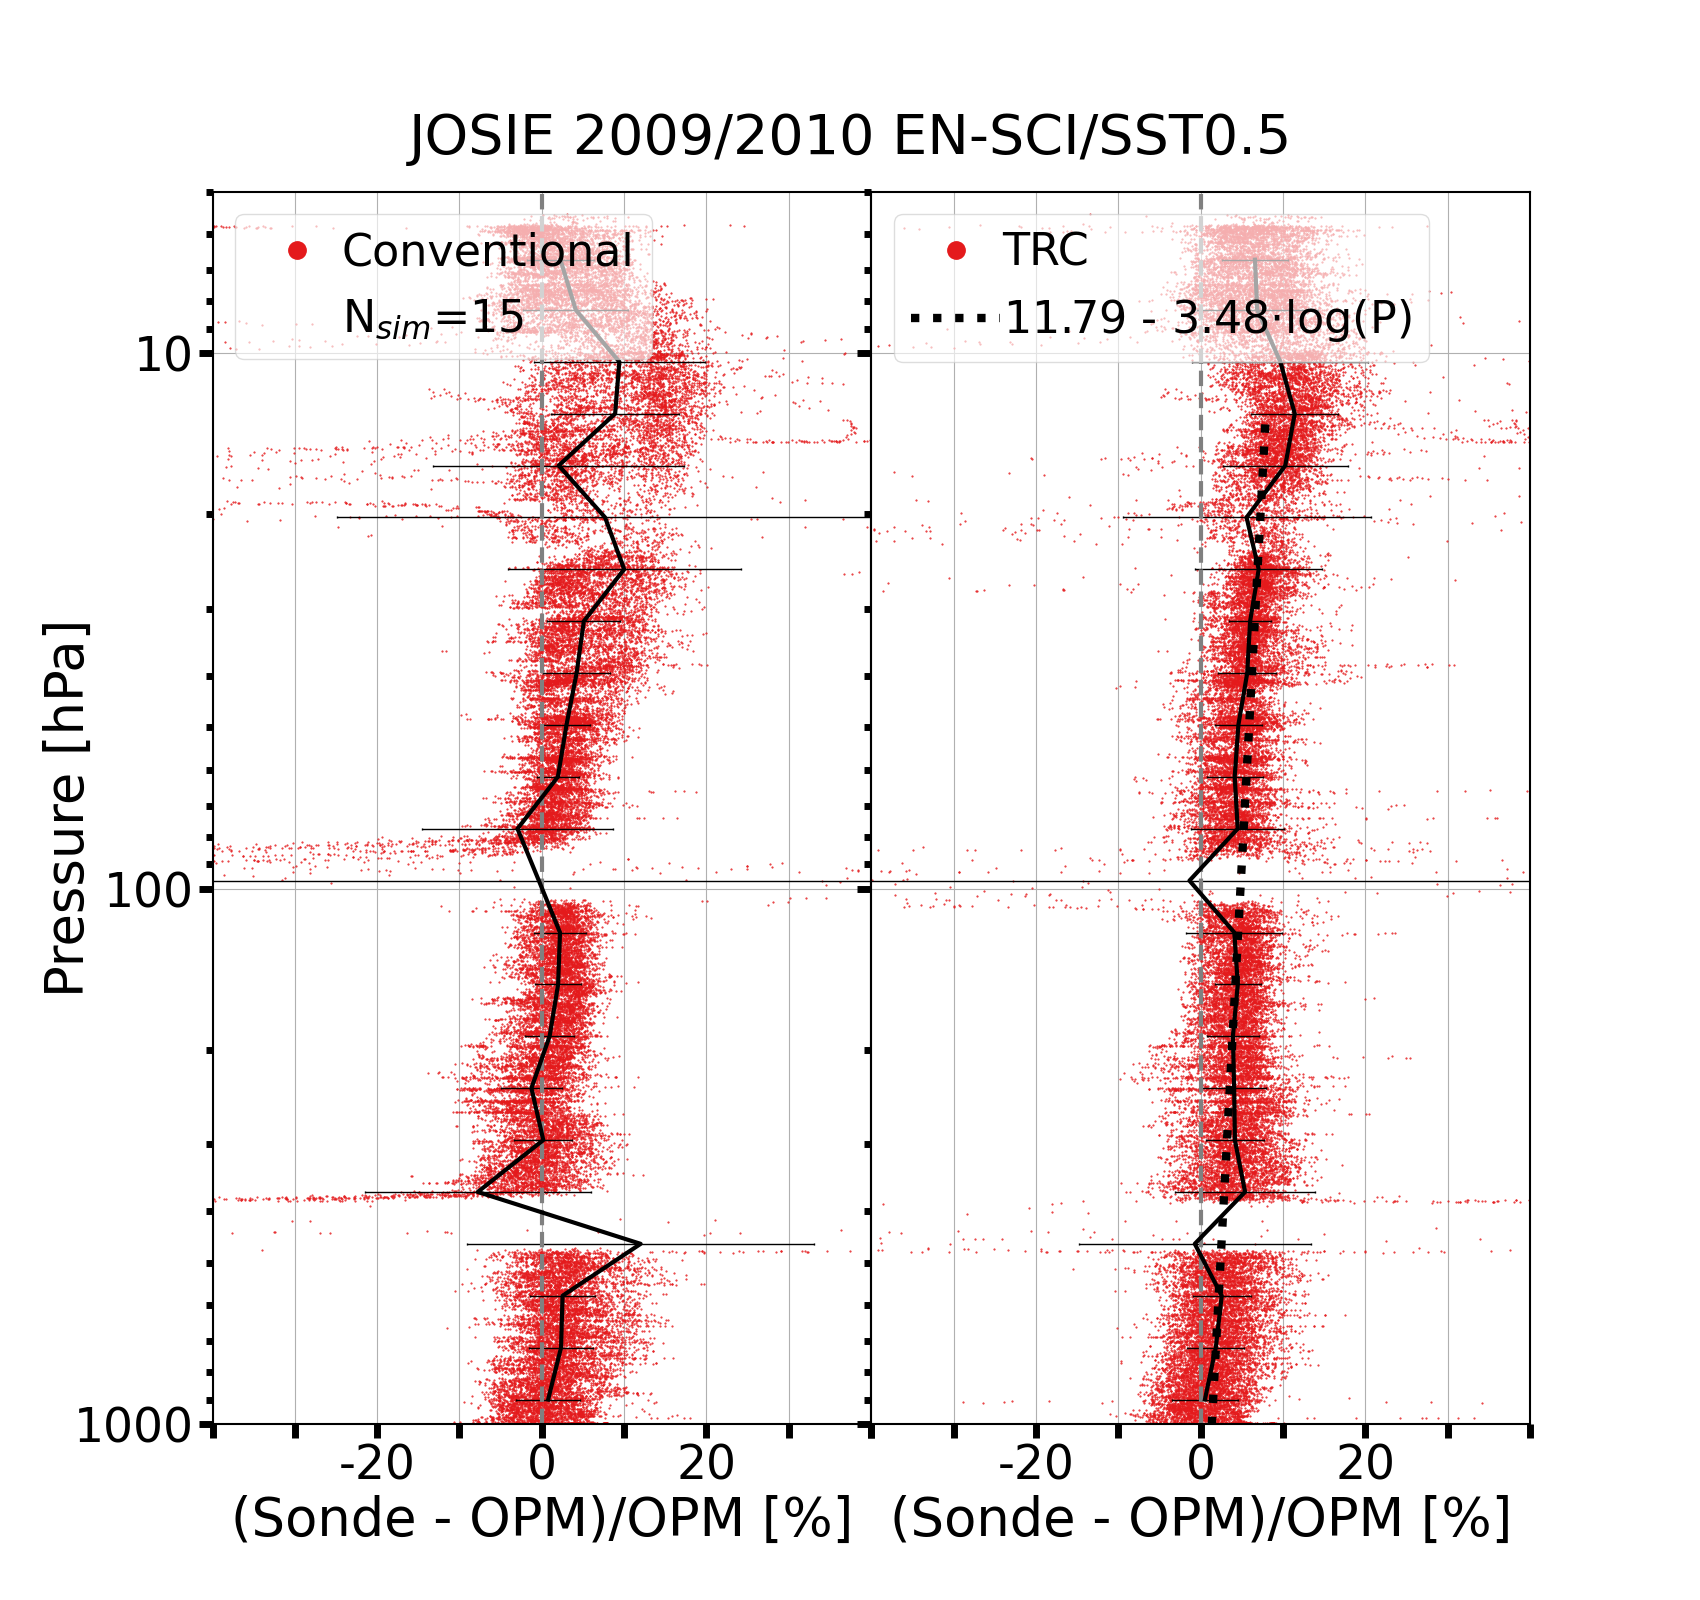 JOSIE 2009/2010 EN-SCI/SST0.5
Conventional
N_sim=15
TRC
11.79 - 3.48·log(P)
Pressure [hPa]
10
100
1000
-20 0 20
-20 0 20
(Sonde - OPM)/OPM [%]
(Sonde - OPM)/OPM [%]